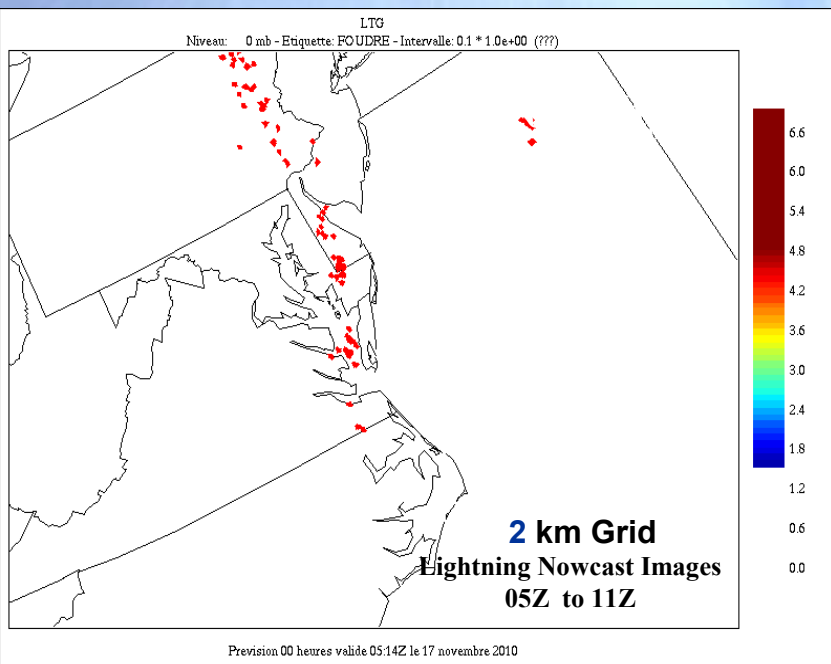 LTG
Niveau: 0 mb - Etiquette: FOUDRE - Intervalle: 0.1 * 1.0e+00 (???)
6.6
6.0
5.4
4.8
4.2
3.6
3.0
2.4
1.8
1.2
0.6
0.0
2 km Grid
Lightning Nowcast Images
05Z to 11Z
Prevision 00 heures valide 05:14Z le 17 novembre 2010